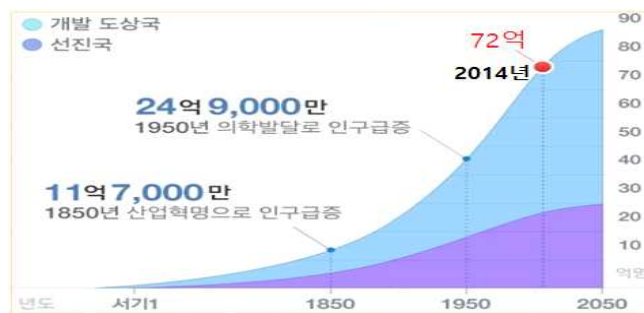 개발 도상국
선진국
72억
2014년
24억 9,000만
1950년 의학발달로 인구급증
11억 7,000만
1850년 산업혁명으로 인구급증
90
80
70
60
50
40
30
20
10
억명
년도 서기1 1850 1950 2050